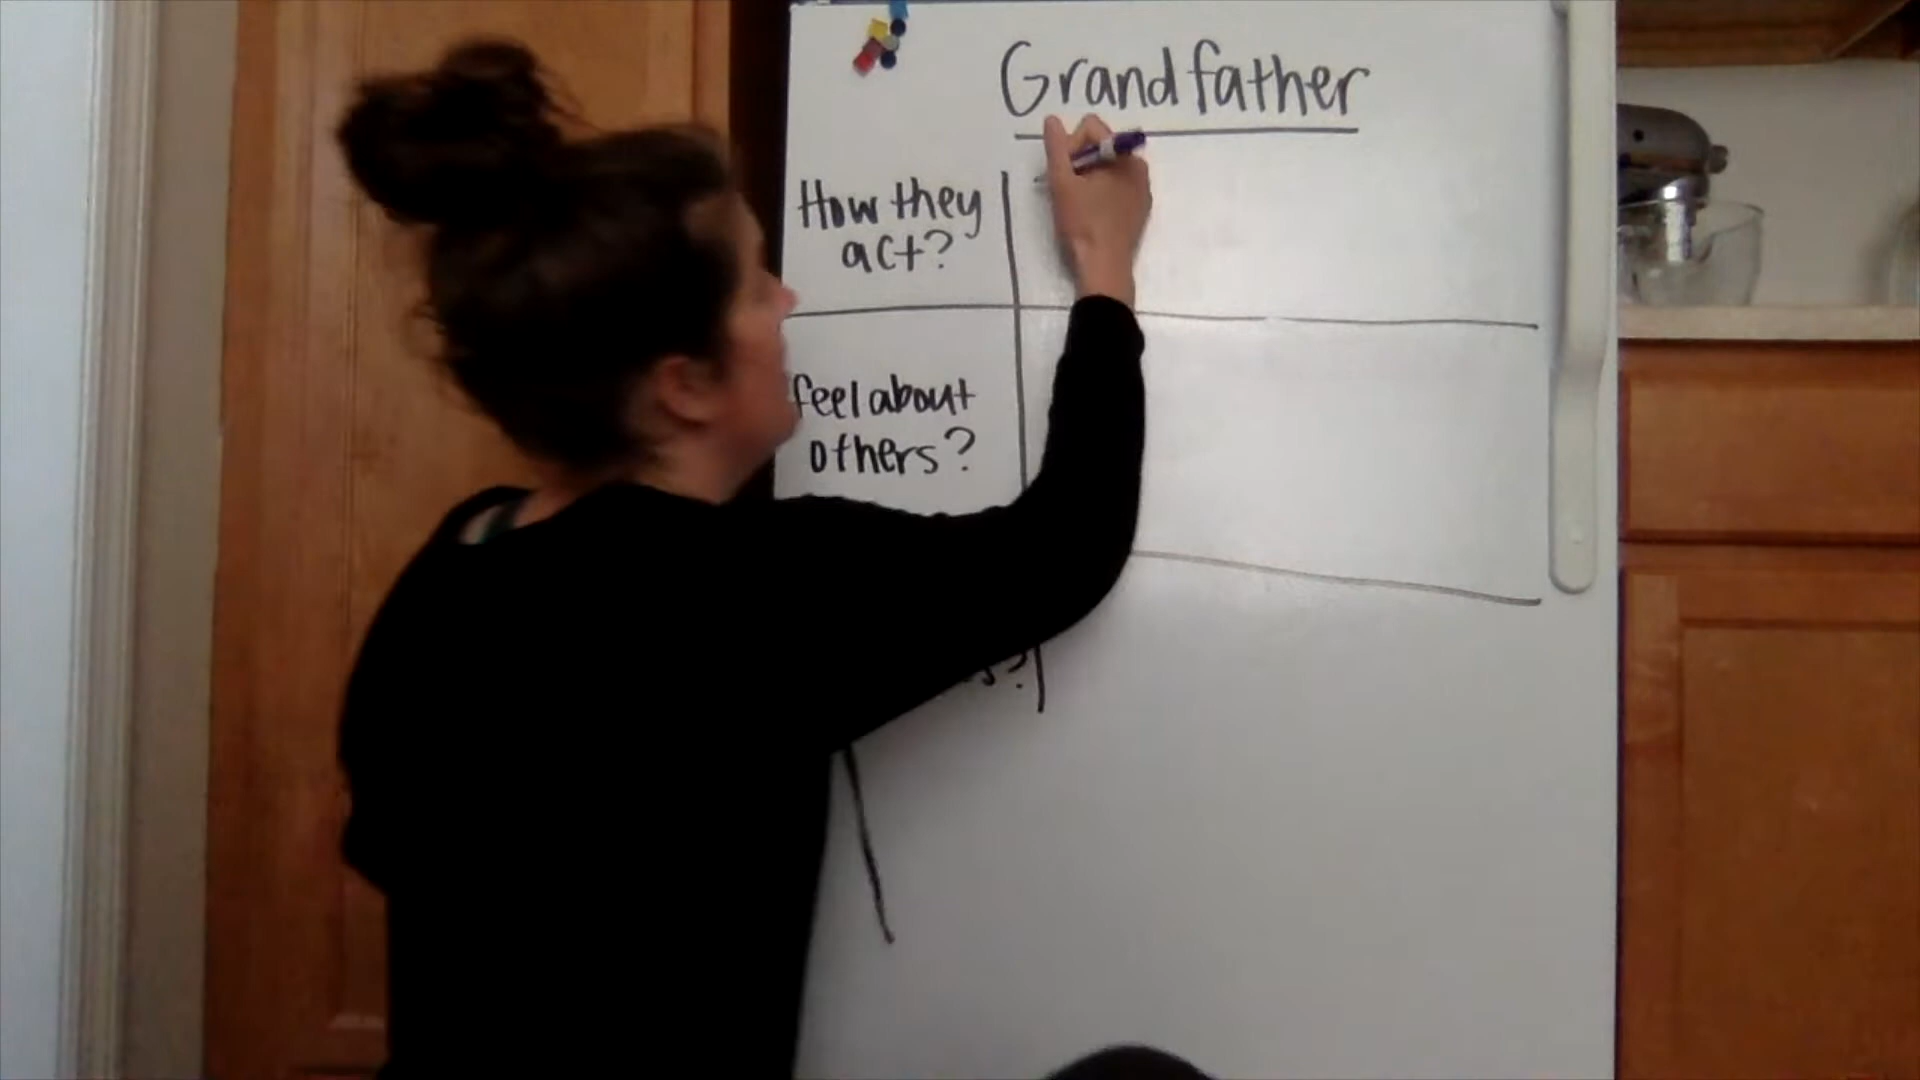 Grandfather
How they
act?
feel about
others?